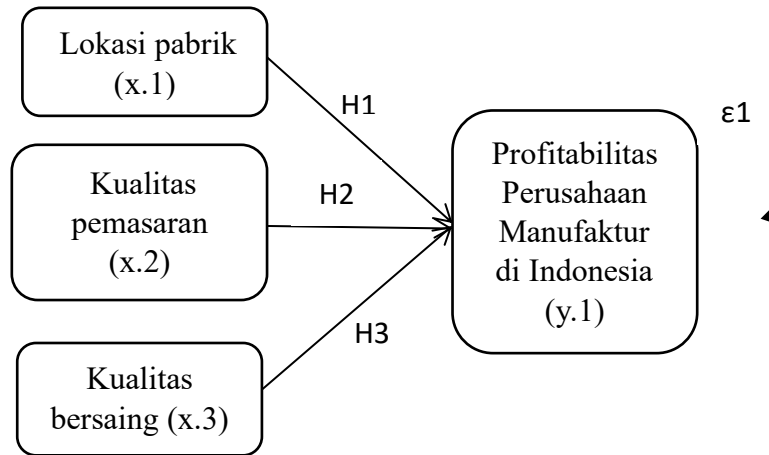 Lokasi pabrik
(x.1)
H1
Kualitas
pemasaran
(x.2)
H2
Kualitas
bersaing (x.3)
H3
Profitabilitas
Perusahaan
Manufaktur
di Indonesia
(y.1)
ε1